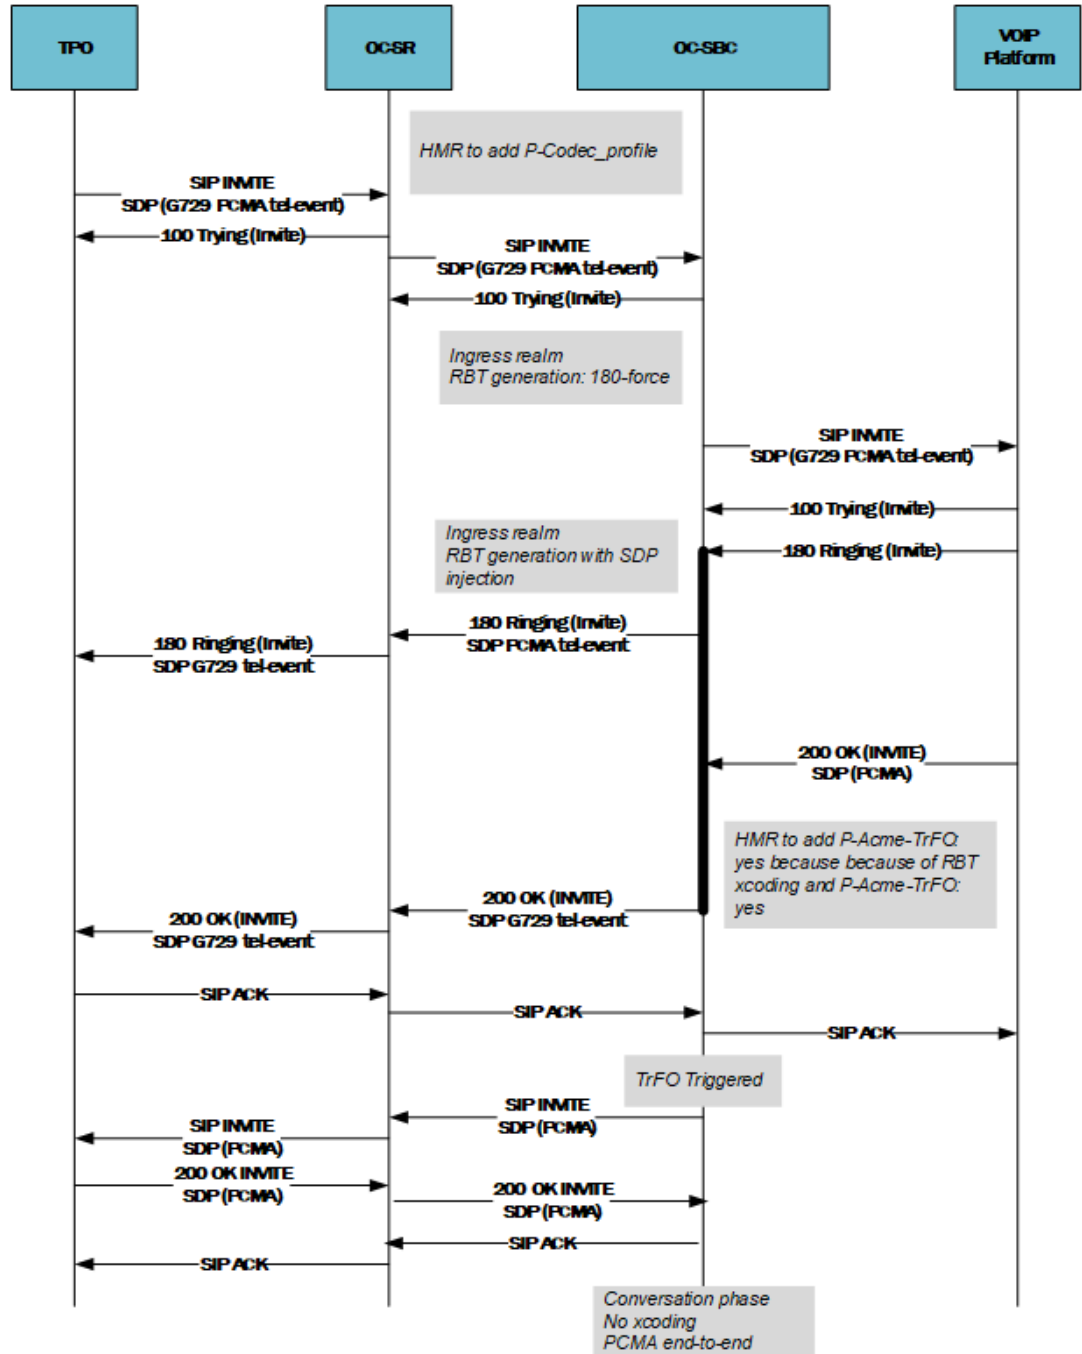 TPO
OCSR
OC-SBC
VOIP
Platform
HMR to add P-Codec_profile
SIP INVITE
SDP (G729 PCMA tel-event)
100 Trying (Invite)
SIP INVITE
SDP (G729 PCMA tel-event)
100 Trying (Invite)
Ingress realm
RBT generation: 180-force
SIP INVITE
SDP (G729 PCMA tel-event)
100 Trying (Invite)
Ingress realm
RBT generation with SDP
injection
180 Ringing (Invite)
180 Ringing (Invite)
SDP PCMA tel-event
180 Ringing (Invite)
SDP G729 tel-event
200 OK (INVITE)
SDP (PCMA)
HMR to add P-Acme-TrFO:
yes because because of RBT
xcoding and P-Acme-TrFO:
yes
200 OK (INVITE)
SDP G729 tel-event
200 OK (INVITE)
SDP G729 tel-event
SIP ACK
SIP ACK
SIP ACK
TrFO Triggered
SIP INVITE
SDP (PCMA)
SIP INVITE
SDP (PCMA)
200 OK INVITE
SDP (PCMA)
200 OK INVITE
SDP (PCMA)
SIP ACK
SIP ACK
Conversation phase
No xcoding
PCMA end-to-end